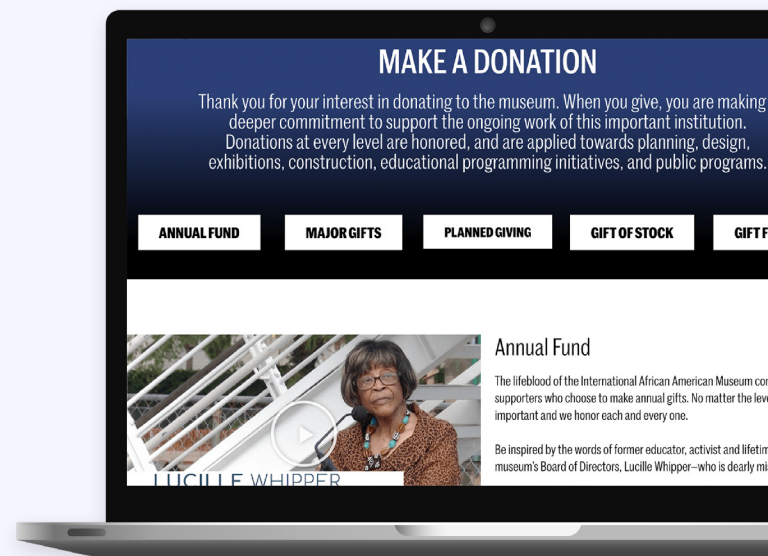 MAKE A DONATION
Thank you for your interest in donating to the museum. When you give, you are making
deeper commitment to support the ongoing work of this important institution.
Donations at every level are honored, and are applied towards planning, design,
exhibitions, construction, educational programming initiatives, and public programs.
ANNUAL FUND MAJOR GIFTS PLANNED GIVING GIFT OF STOCK GIFT
Annual Fund
The lifeblood of the International African American Museum
supporters who choose to make annual gifts. No matter the
important and we honor each and every one.
Be inspired by the words of former educator, activist and
museum's Board of Directors, Lucille Whipper–who is dearly
LUCILLE WHIPPER